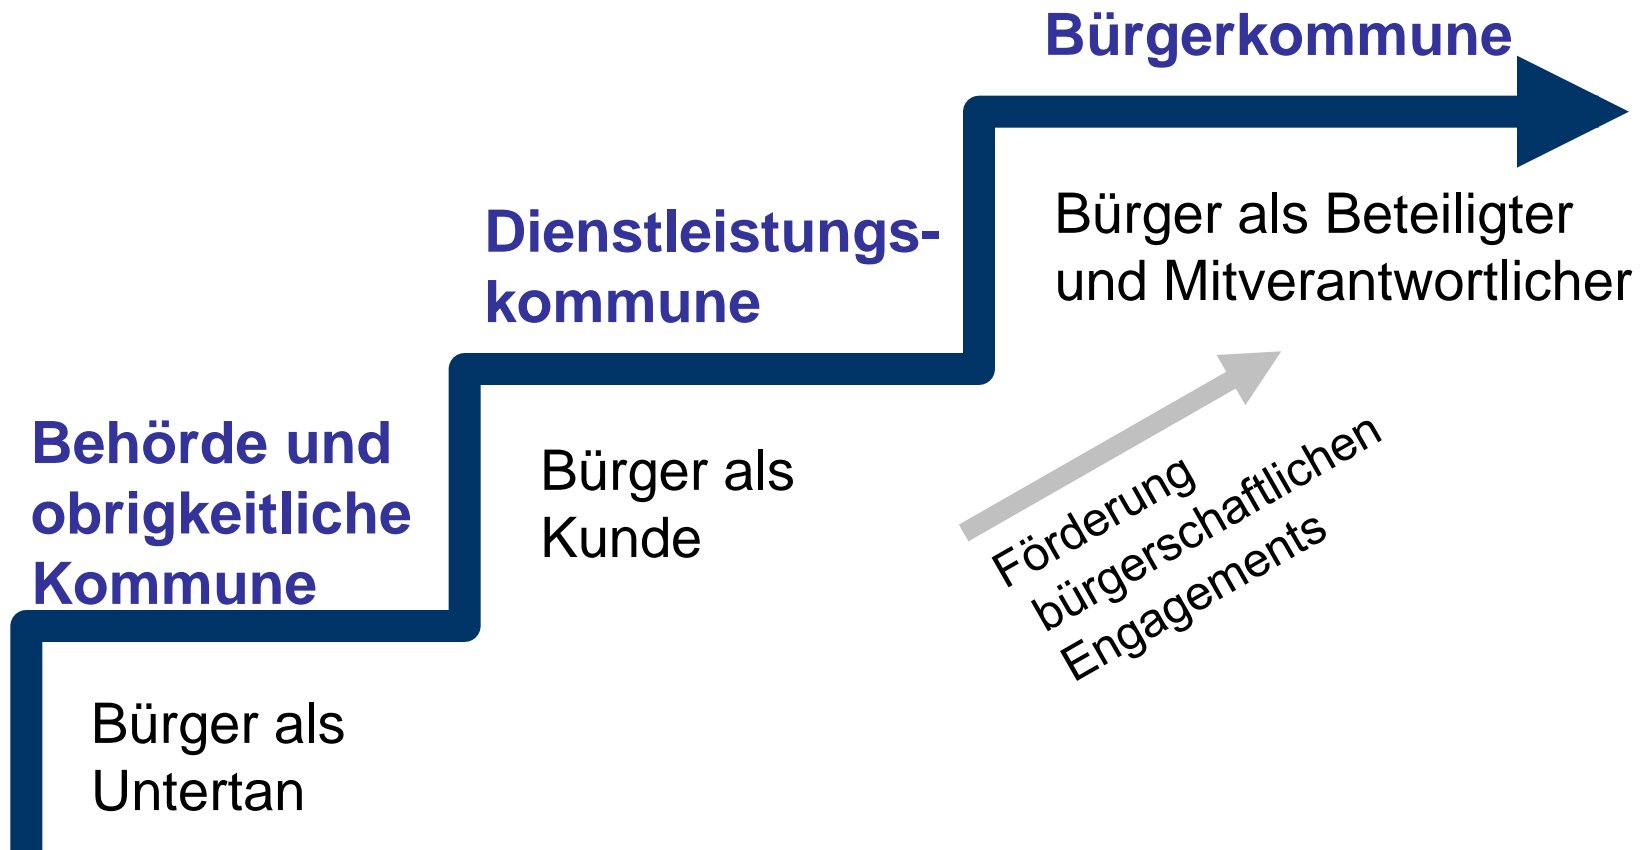 Bürgerkommune
Bürger als Beteiligter
und Mitverantwortlicher
Dienstleistungs-
kommune
Bürger als
Kunde
Förderung
bürgerschaftlichen
Engagements
Behörde und
obrigkeitliche
Kommune
Bürger als
Untertan